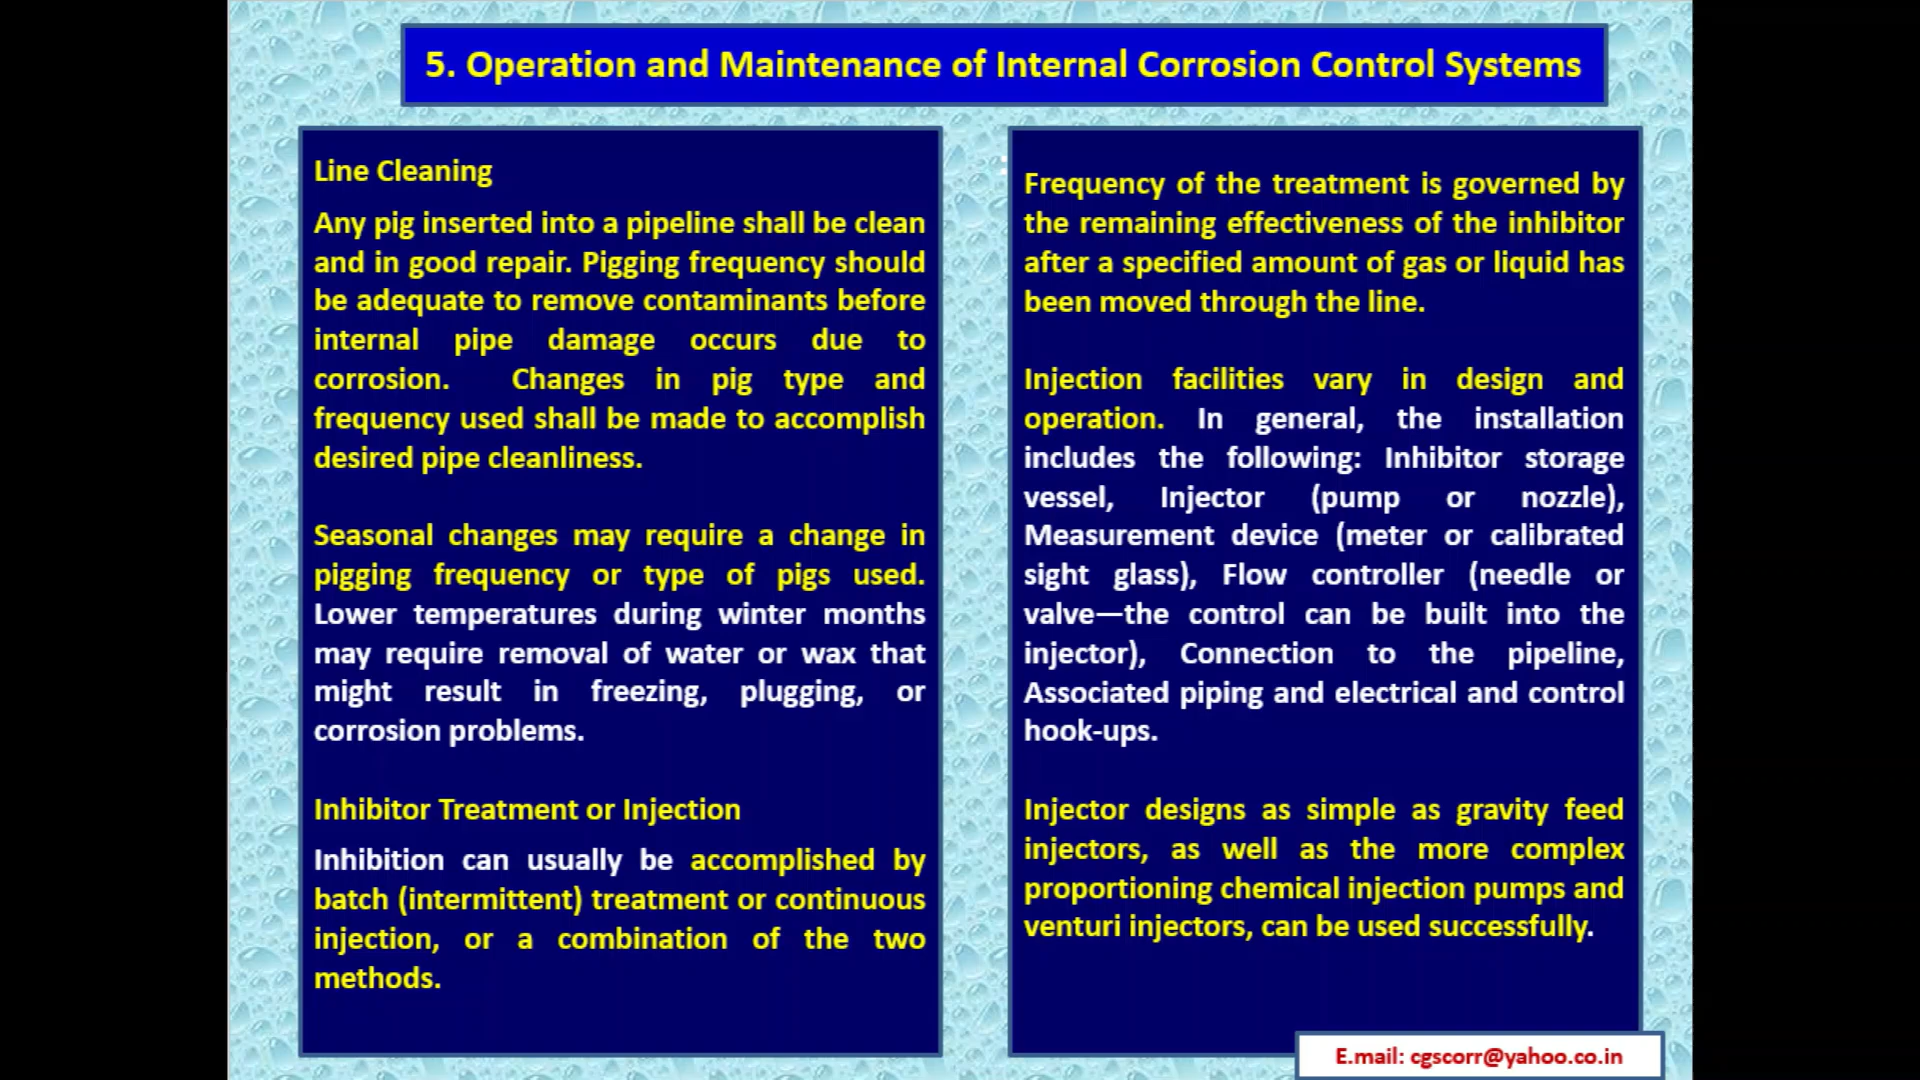 5. Operation and Maintenance of Internal Corrosion Control Systems
Line Cleaning
Any pig inserted into a pipeline shall be clean
and in good repair. Pigging frequency should
be adequate to remove contaminants before
internal pipe damage occurs due to
corrosion. Changes in pig type and
frequency used shall be made to accomplish
desired pipe cleanliness.
Seasonal changes may require a change in
pigging frequency or type of pigs used.
Lower temperatures during winter months
may require removal of water or wax that
might result in freezing, plugging, or
corrosion problems.
Inhibitor Treatment or Injection
Inhibition can usually be accomplished by
batch (intermittent) treatment or continuous
injection, or a combination of the two
methods.
Frequency of the treatment is governed by
the remaining effectiveness of the inhibitor
after a specified amount of gas or liquid has
been moved through the line.
Injection facilities vary in design and
operation. In general, the installation
includes the following: Inhibitor storage
vessel, Injector (pump or nozzle),
Measurement device (meter or calibrated
sight glass), Flow controller (needle or
valve—the control can be built into the
injector), Connection to the pipeline,
Associated piping and electrical and control
hook-ups.
Injector designs as simple as gravity feed
injectors, as well as the more complex
proportioning chemical injection pumps and
venturi injectors, can be used successfully.
E.mail: cgscorr@yahoo.co.in